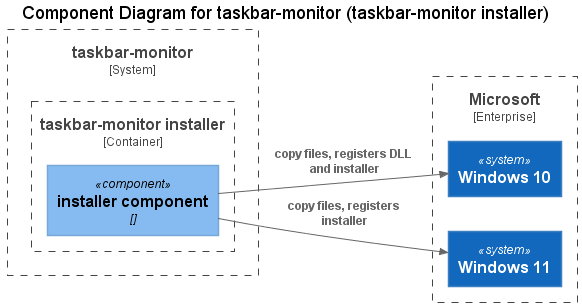 Component Diagram for taskbar-monitor (taskbar-monitor installer)
taskbar-monitor
[System]
taskbar-monitor installer
[Container]
«component»
installer component
[]
copy files, registers DLL
and installer
copy files, registers
installer
Microsoft
[Enterprise]
«system»
Windows 10
«system»
Windows 11